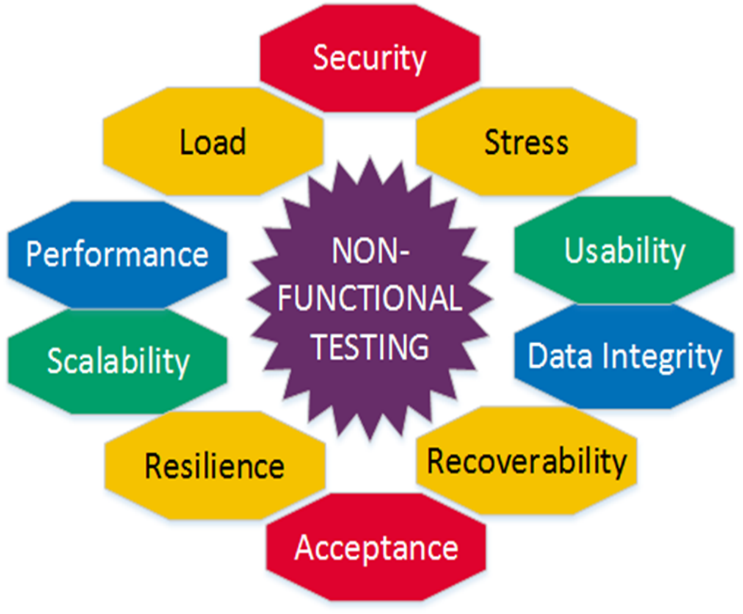 Security
Load
Stress
Performance
NON-
FUNCTIONAL
TESTING
Usability
Scalability
Data Integrity
Resilience
Recoverability
Acceptance